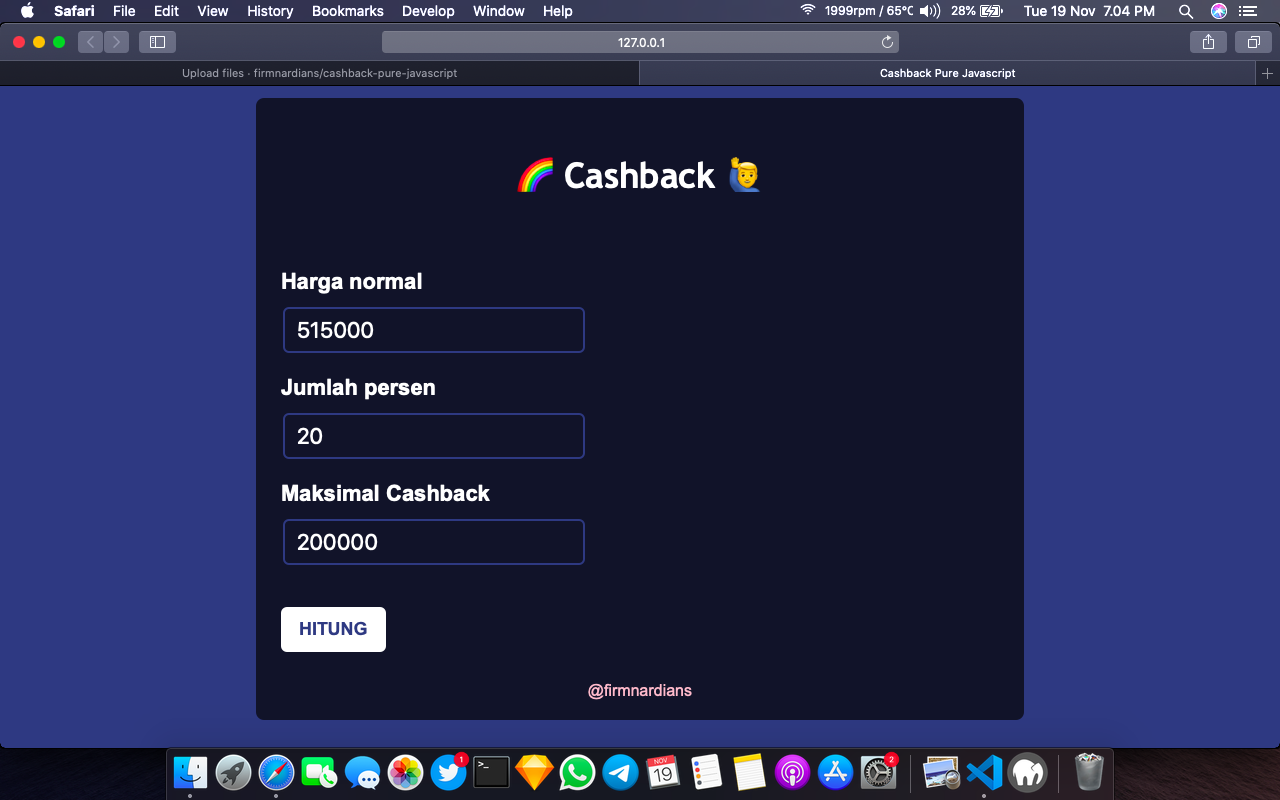 Safari File Edit View History Bookmarks Develop Window Help 1999rpm / 65°C 28% Tue 19 Nov 7.04 PM
127.0.0.1
Upload files · firmnardians/cashback-pure-javascript Cashback Pure Javascript
🌈 Cashback 🙋‍♂️
Harga normal
515000
Jumlah persen
20
Maksimal Cashback
200000
HITUNG
@firmnardians
1 NOV 19 2